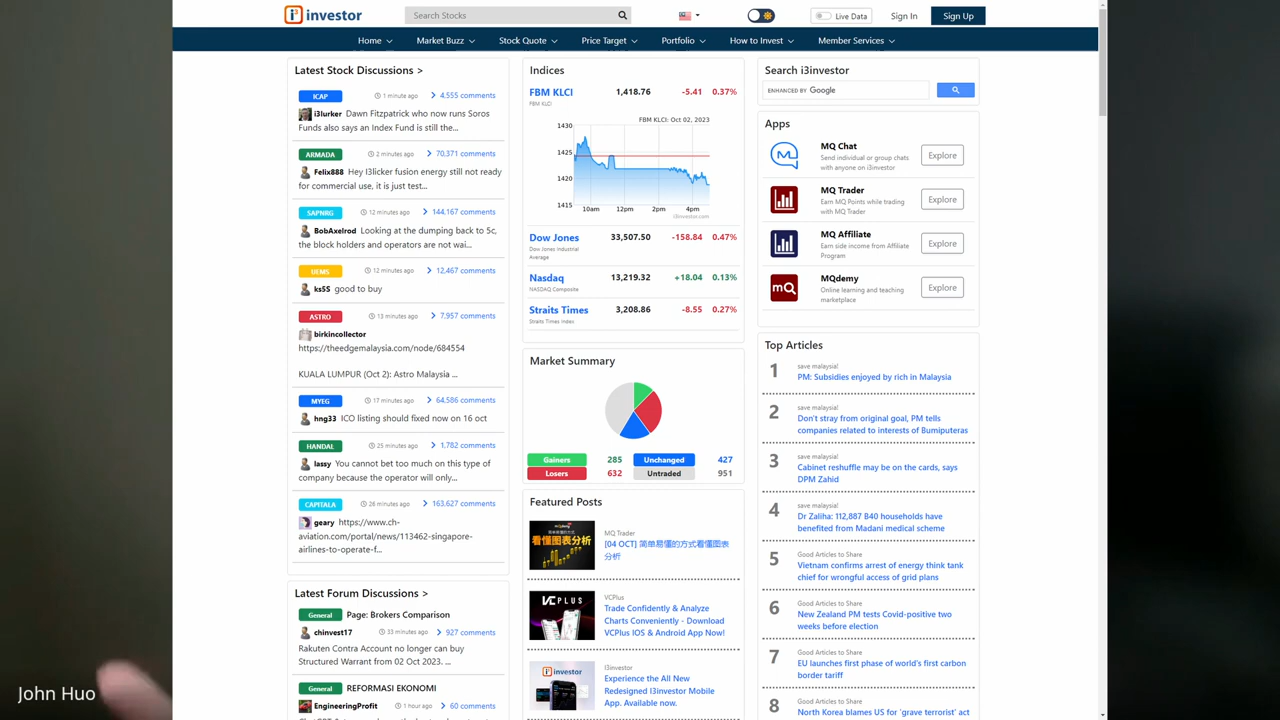 i3investor
Search Stocks
Live Data
Sign In
Sign Up
Home
Market Buzz
Stock Quote
Price Target
Portfolio
How to Invest
Member Services
Latest Stock Discussions >
ICAP 1 minute ago 4,555 comments
i3lurker Dawn Fitzpatrick who now runs Soros
Funds also says an Index Fund is still the...
ARMADA 2 minutes ago 70,371 comments
Felix888 Hey I3licker fusion energy still not ready
for commercial use, it is just test...
SAPNRG 12 minute ago 144,167 comments
BobAxelrod Looking at the dumping back to 5c,
the block holders and operators are not wai...
UEMS 12 minute ago 12,467 comments
ks55 good to buy
ASTRO 13 minute ago 7,957 comments
birkincollector
https://theedgemalaysia.com/node/684554
KUALA LUMPUR (Oct 2): Astro Malaysia ...
MYEG 17 minute ago 64,586 comments
hng33 ICO listing should fixed now on 16 oct
HANDAL 25 minute ago 1,782 comments
lassy You cannot bet too much on this type of
company because the operator will only...
CAPITALA 26 minute ago 163,627 comments
geary https://www.ch-
aviation.com/portal/news/113462-singapore-
airlines-to-operate-f...
Latest Forum Discussions >
General Page: Brokers Comparison
chinvest17 33 minute ago 927 comments
Rakuten Contra Account no longer can buy
Structured Warrant from 02 Oct 2023. ...
General REFORMASI EKONOMI
EngineeringProfit 1 hour ago 60 comments
Indices
FBM KLCI 1,418.76 -5.41 0.37%
FBM KLCI
FBM KLCI: Oct 02, 2023
1430
1425
1420
1415
10am 12pm 2pm 4pm
i3investor.com
Dow Jones 33,507.50 -158.84 0.47%
Dow Jones Industrial
Average
Nasdaq 13,219.32 +18.04 0.13%
NASDAQ Composite
Straits Times 3,208.86 -8.55 0.27%
Straits Times Index
Market Summary
Gainers 285 Unchanged 427
Losers 632 Untraded 951
Featured Posts
看懂图表分析
MQ Trader
[04 OCT] 简单易懂的方式看懂图表
分析
VCPLUS
VCPlus
Trade Confidently & Analyze
Charts Conveniently - Download
VCPlus IOS & Android App Now!
i3investor
I3investor
Experience the All New
Redesigned I3investor Mobile
App. Available now.
Search i3investor
ENHANCED BY Google
Apps
MQ Chat
Send individual or group chats
with anyone on i3investor
Explore
MQ Trader
Earn MQ Points while trading
with MQ Trader
Explore
MQ Affiliate
Earn side income from Affiliate
Program
Explore
mQ
MQdemy
Online learning and teaching
marketplace
Explore
Top Articles
1 save malaysia!
PM: Subsidies enjoyed by rich in Malaysia
2 save malaysia!
Don't stray from original goal, PM tells
companies related to interests of Bumiputeras
3 save malaysia!
Cabinet reshuffle may be on the cards, says
DPM Zahid
4 save malaysia!
Dr Zaliha: 112,887 B40 households have
benefited from Madani medical scheme
5 Good Articles to Share
Vietnam confirms arrest of energy think tank
chief for wrongful access of grid plans
6 Good Articles to Share
New Zealand PM tests Covid-positive two
weeks before election
7 Good Articles to Share
EU launches first phase of world's first carbon
border tariff
8 Good Articles to Share
North Korea blames US for 'grave terrorist' act
John Huo